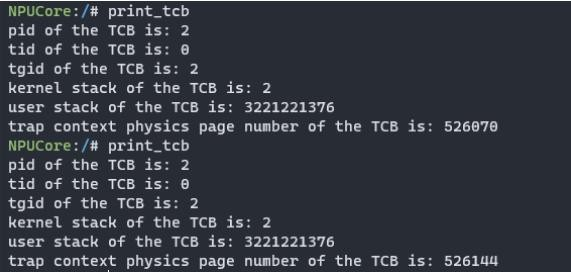 NPUCore:/# print_tcb
pid of the TCB is: 2
tid of the TCB is: 0
tgid of the TCB is: 2
kernel stack of the TCB is: 2
user stack of the TCB is: 3221221376
trap context physics page number of the TCB is: 526070
NPUCore:/# print_tcb
pid of the TCB is: 2
tid of the TCB is: 0
tgid of the TCB is: 2
kernel stack of the TCB is: 2
user stack of the TCB is: 3221221376
trap context physics page number of the TCB is: 526144